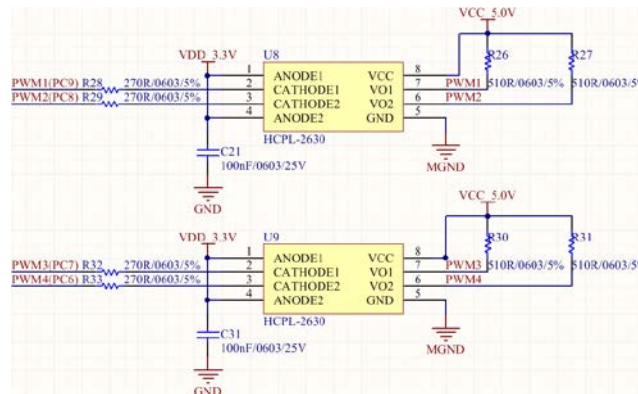 VCC_5.0V
VDD_3.3V U8 R26 R27
1 ANODE1 VCC 8
PWM1(PC9) R28 270R/0603/5% 2 CATHODE1 VO1 7 PWM1 510R/0603/5% 510R/0603/5%
PWM2(PC8) R29 270R/0603/5% 3 CATHODE2 VO2 6 PWM2
4 ANODE2 GND 5
HCPL-2630
C21
100nF/0603/25V MGND
GND
VCC_5.0V
VDD_3.3V U9 R30 R31
1 ANODE1 VCC 8
PWM3(PC7) R32 270R/0603/5% 2 CATHODE1 VO1 7 PWM3 510R/0603/5% 510R/0603/5%
PWM4(PC6) R33 270R/0603/5% 3 CATHODE2 VO2 6 PWM4
4 ANODE2 GND 5
HCPL-2630
C31
100nF/0603/25V MGND
GND